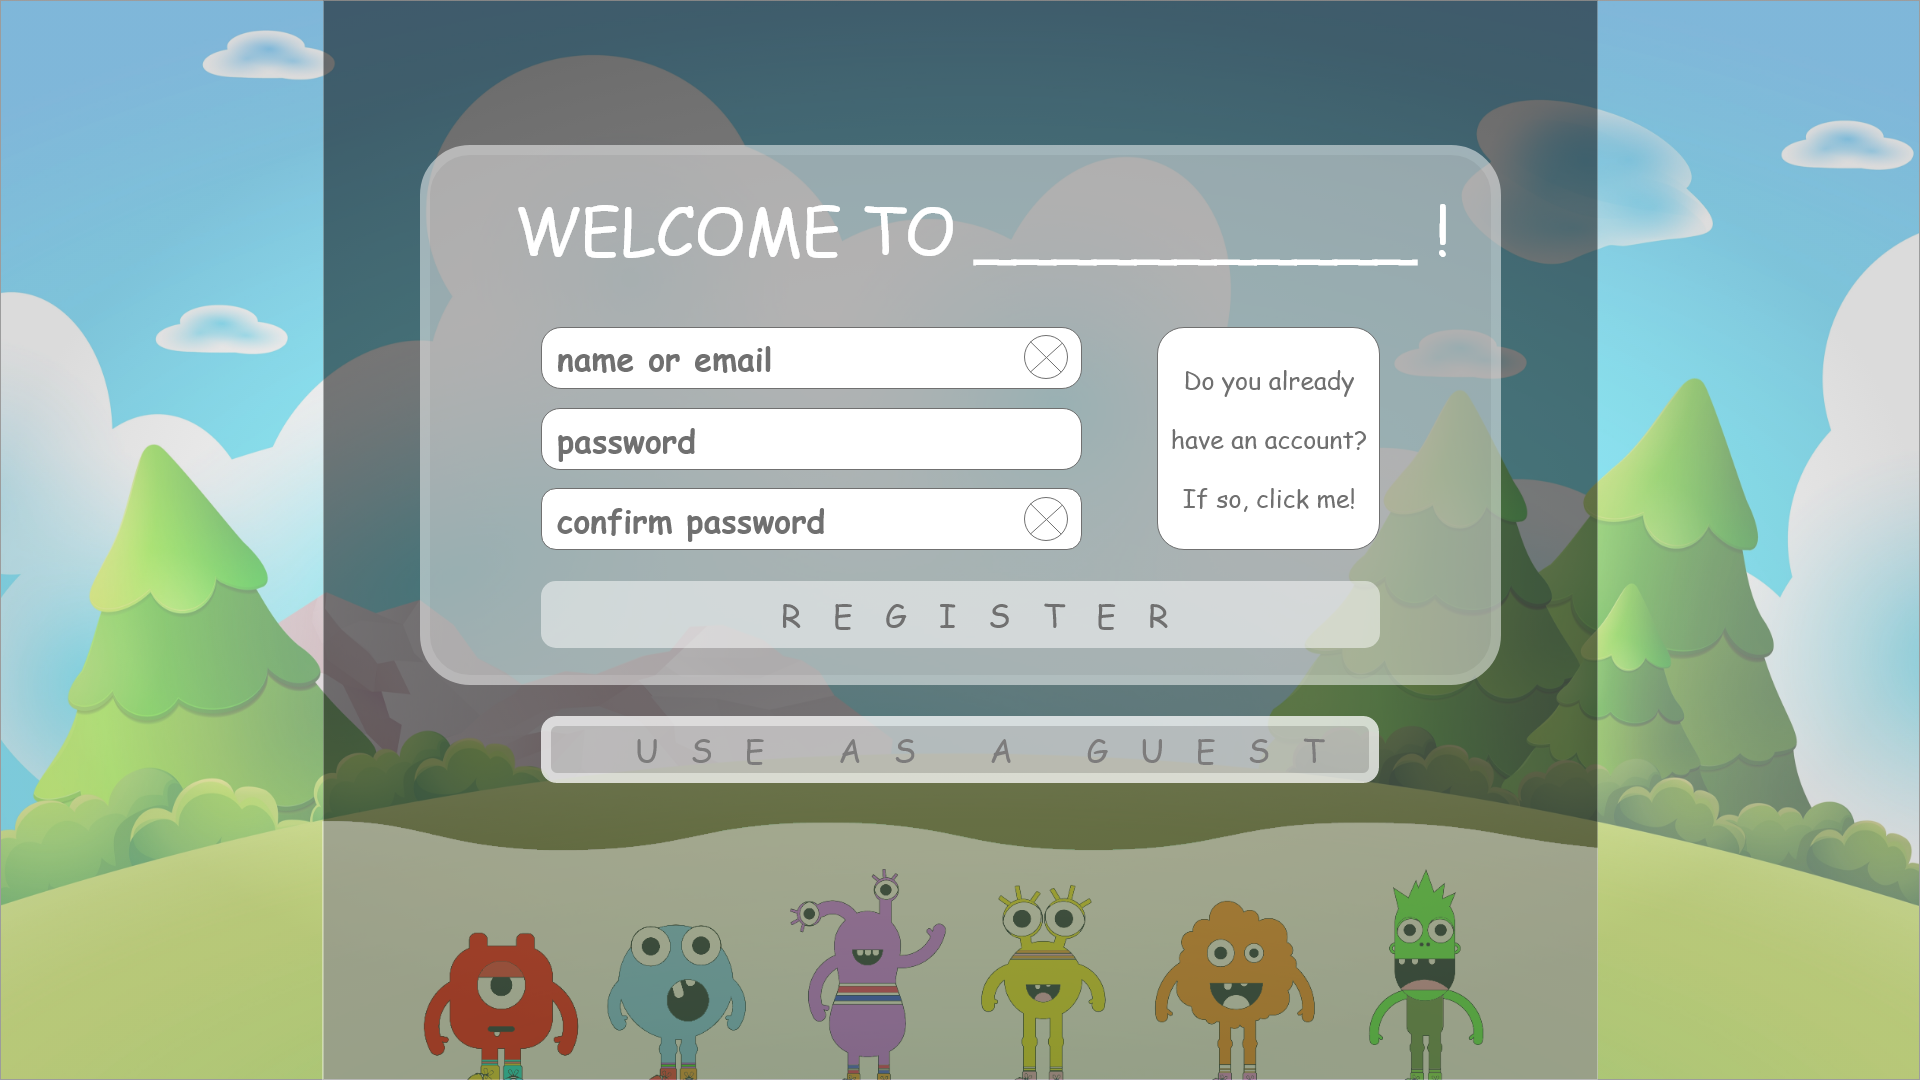 WELCOME TO ______________ !
name or email
password
confirm password
Do you already
have an account?
If so, click me!
REGISTER
USE AS A GUEST